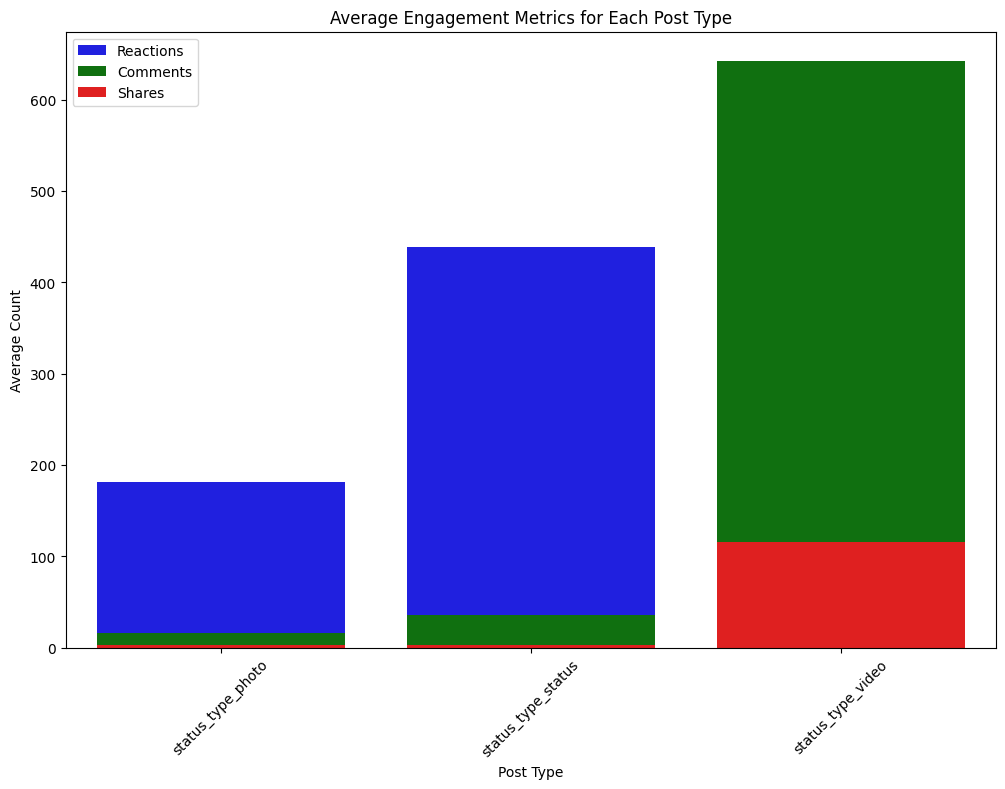 Average Engagement Metrics for Each Post Type
Reactions
Comments
Shares
Average Count
600
500
400
300
200
100
0
status_type_photo
status_type_status
status_type_video
Post Type